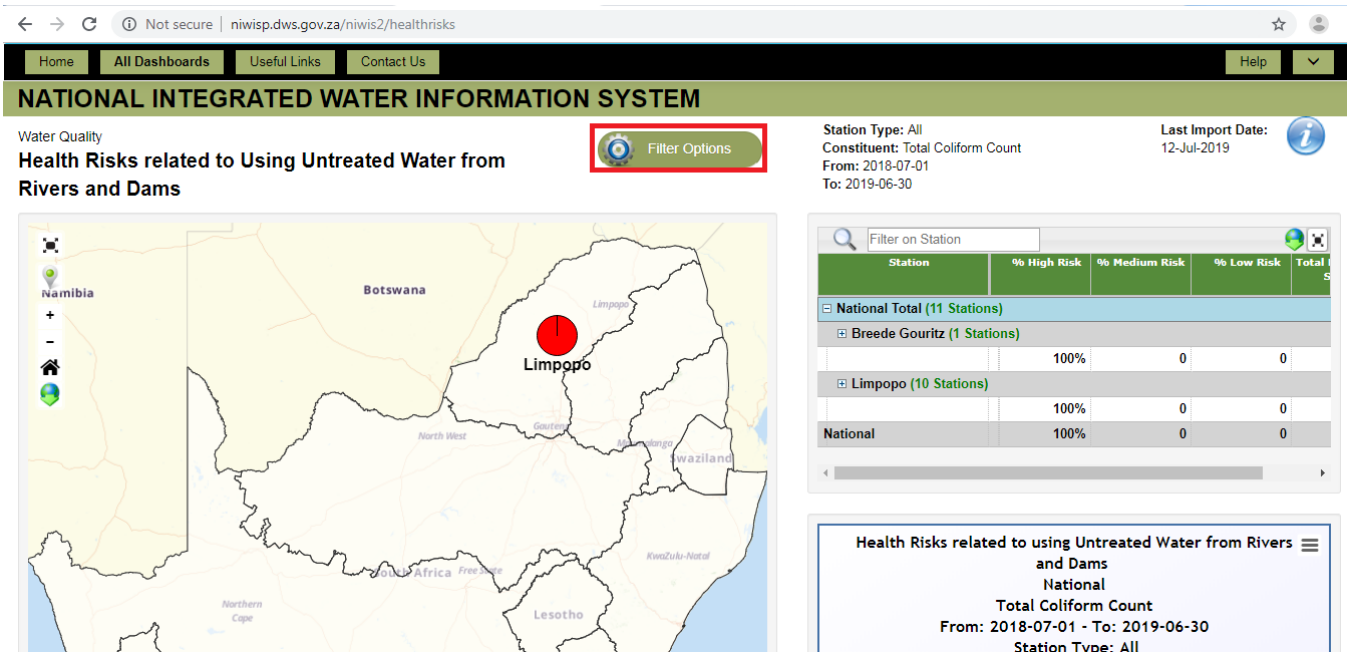 Not secure | niwisp.dws.gov.za/niwis2/healthrisks
Home All Dashboards Useful Links Contact Us Help
NATIONAL INTEGRATED WATER INFORMATION SYSTEM
Water Quality
Health Risks related to Using Untreated Water from
Rivers and Dams
Filter Options
Station Type: All
Constituent: Total Coliform Count
From: 2018-07-01
To: 2019-06-30
Last Import Date:
12-Jul-2019
Namibia
Botswana
Limpopo
Limpopo
North West
Gauteng
Swaziland
KwaZulu-Natal
South Africa
Free State
Northern
Cape
Lesotho
+
-
Filter on Station
Station % High Risk % Medium Risk % Low Risk Total
National Total (11 Stations)
Breede Gouritz (1 Stations)
100% 0 0
Limpopo (10 Stations)
100% 0 0
National 100% 0 0
Health Risks related to using Untreated Water from Rivers
and Dams
National
Total Coliform Count
From: 2018-07-01 - To: 2019-06-30
Station Type: All